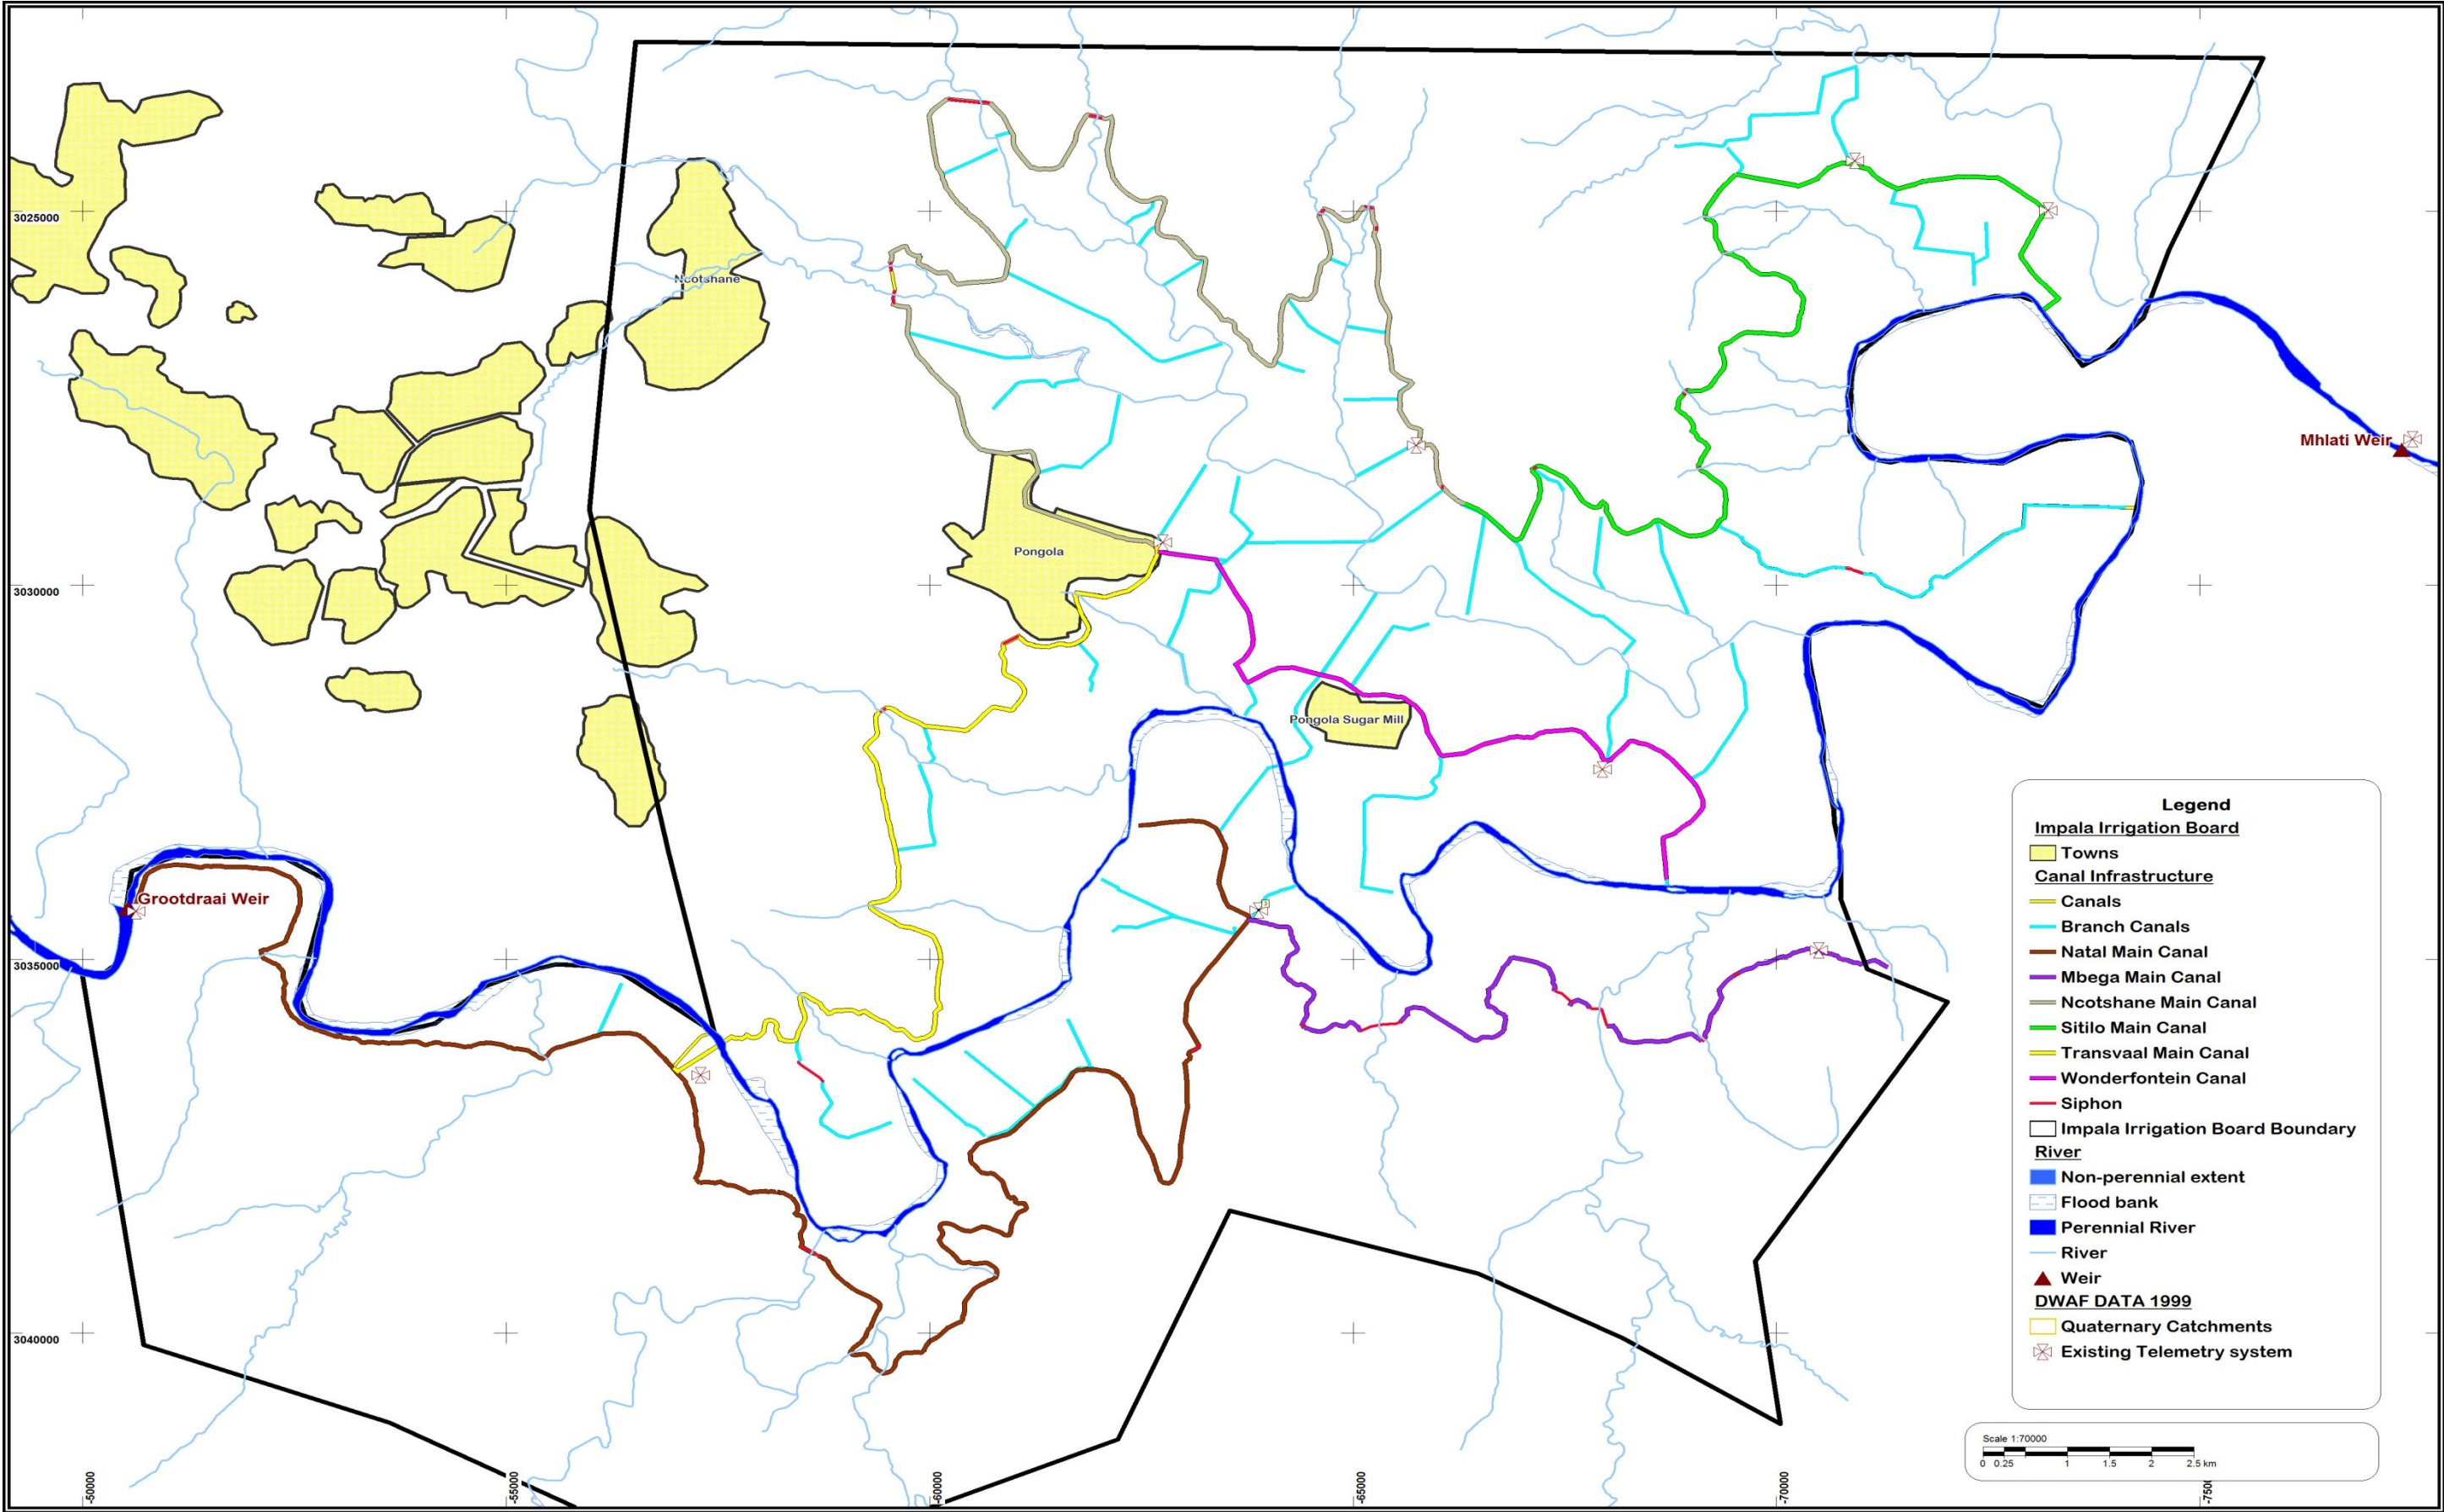 3025000
Ncotshane
Mhlati Weir
Pongola
3030000
Pongola Sugar Mill
Grootdraai Weir
3035000
3040000
Legend
Impala Irrigation Board
Towns
Canal Infrastructure
Canals
Branch Canals
Natal Main Canal
Mbega Main Canal
Ncotshane Main Canal
Sitilo Main Canal
Transvaal Main Canal
Wonderfontein Canal
Siphon
Impala Irrigation Board Boundary
River
Non-perennial extent
Flood bank
Perennial River
River
Weir
DWAF DATA 1999
Quaternary Catchments
Existing Telemetry system
Scale 1:70000
0 0.25 1 1.5 2 2.5 km
-50000
-55000
-60000
-65000
-70000